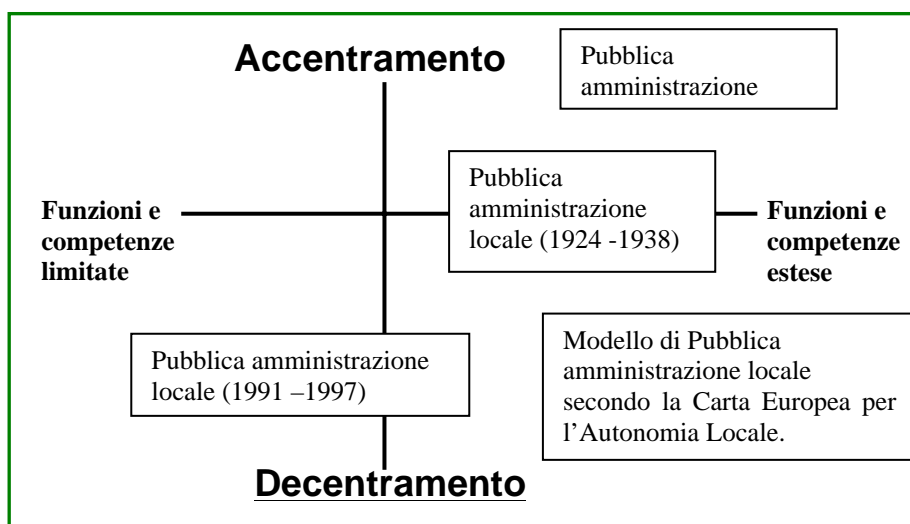 Accentramento
Pubblica
amministrazione
Pubblica
amministrazione
locale (1924 -1938)
Funzioni e
competenze
limitate
Funzioni e
competenze
estese
Pubblica amministrazione
locale (1991 –1997)
Modello di Pubblica
amministrazione locale
secondo la Carta Europea per
l'Autonomia Locale.
Decentramento